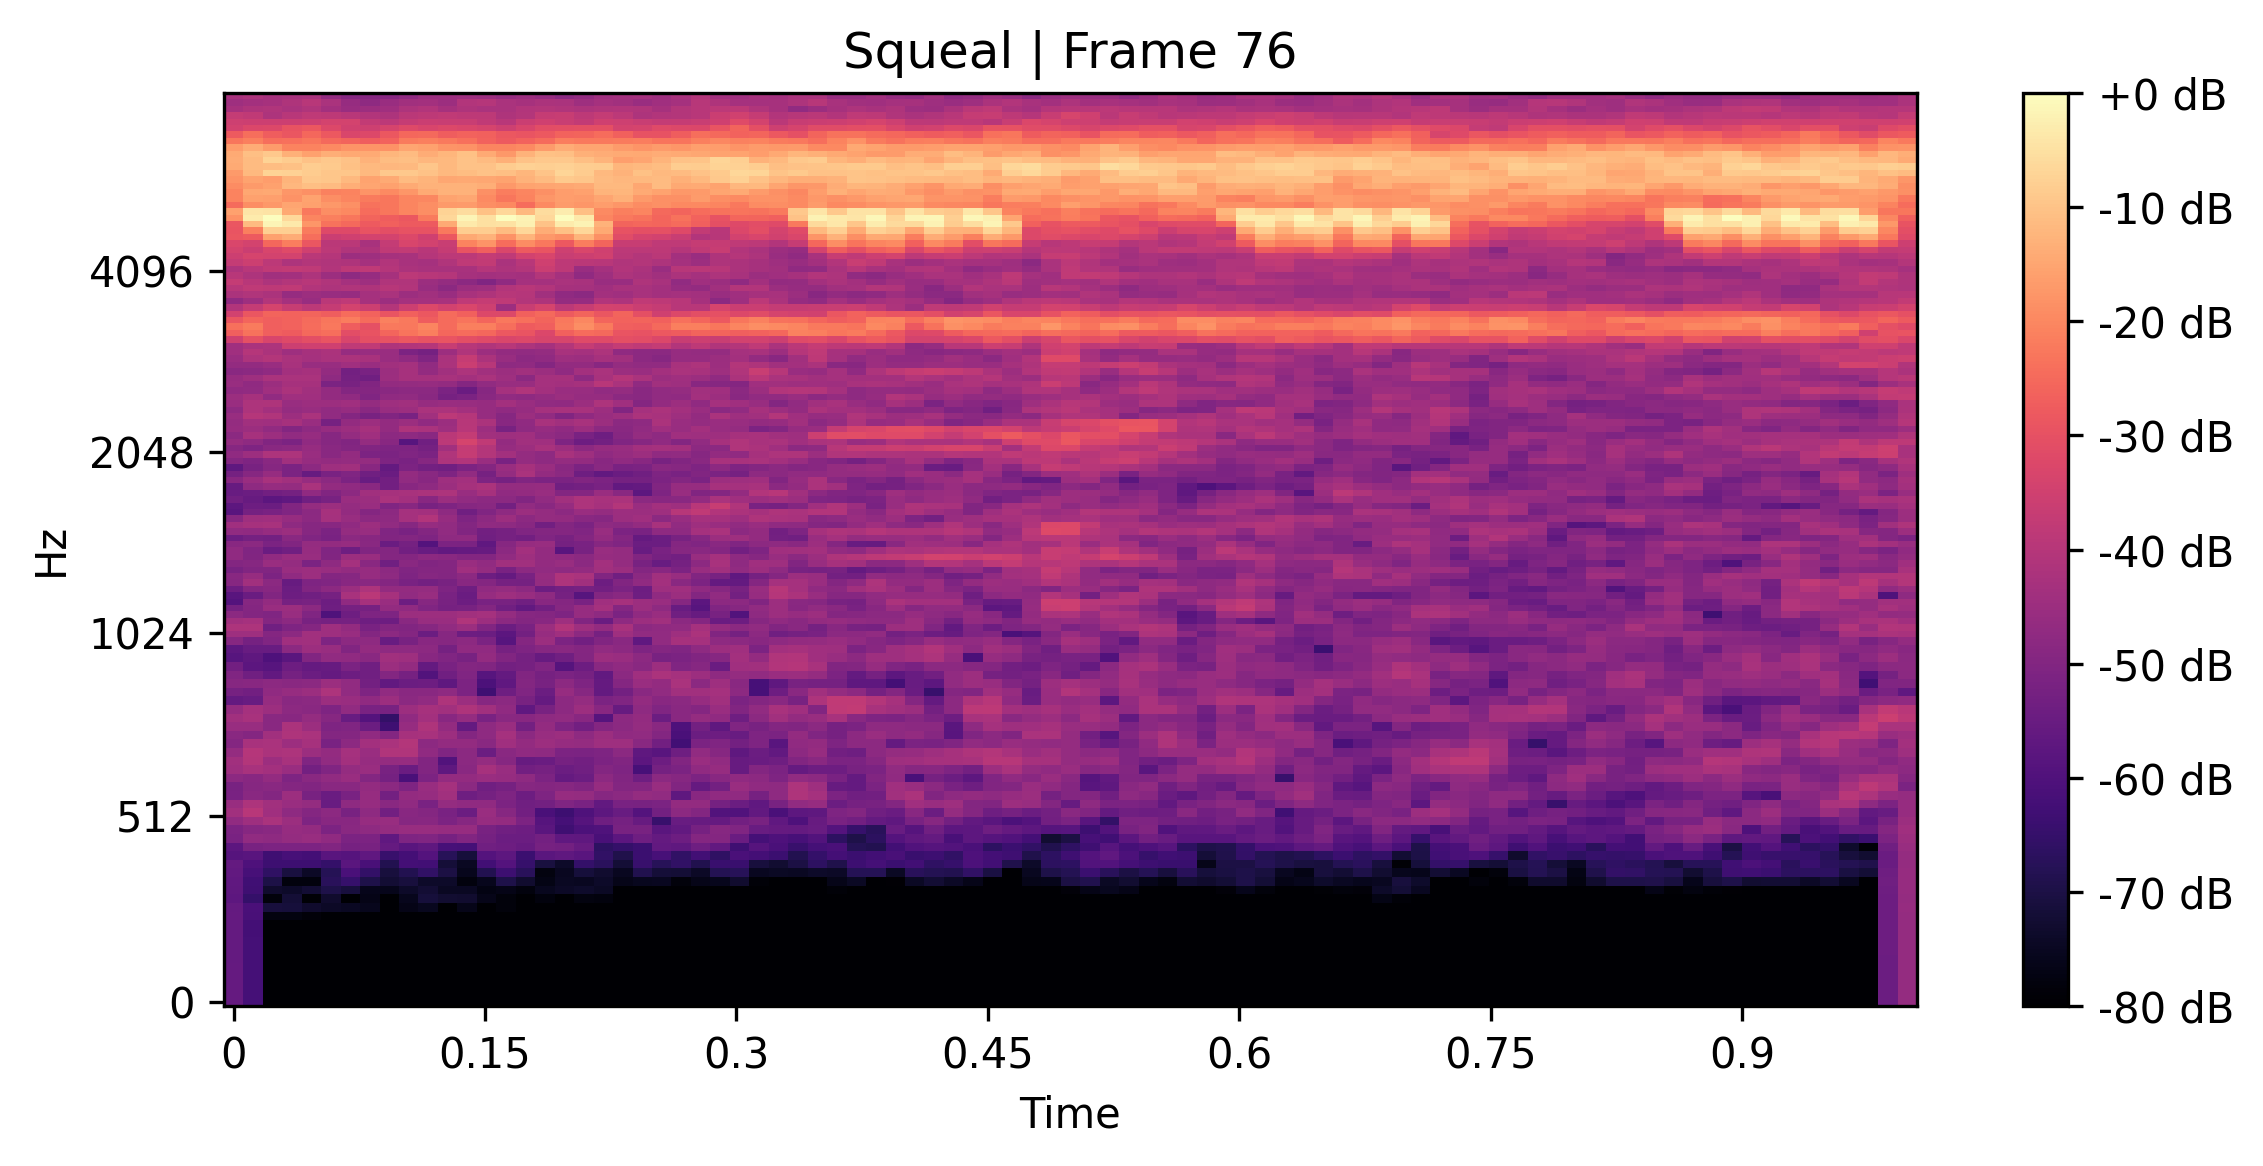 Squeal | Frame 76
+0 dB
-10 dB
4096
-20 dB
-30 dB
2048
-40 dB
Hz
1024
-50 dB
-60 dB
512
-70 dB
0
-80 dB
0 0.15 0.3 0.45 0.6 0.75 0.9
Time